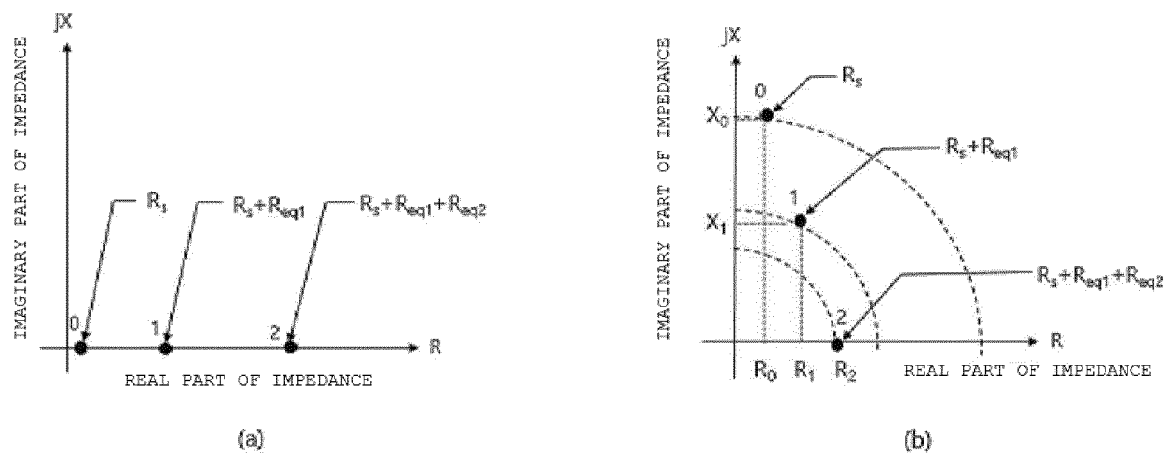 jX
IMAGINARY PART OF IMPEDANCE
Rs
Rs+Req1
Rs+Req1+Req2
0
1
2
R
REAL PART OF IMPEDANCE
(a)
jX
IMAGINARY PART OF IMPEDANCE
0
Rs
X0
Rs+Req1
1
X1
Rs+Req1+Req2
2
R
R0 R1 R2
REAL PART OF IMPEDANCE
(b)